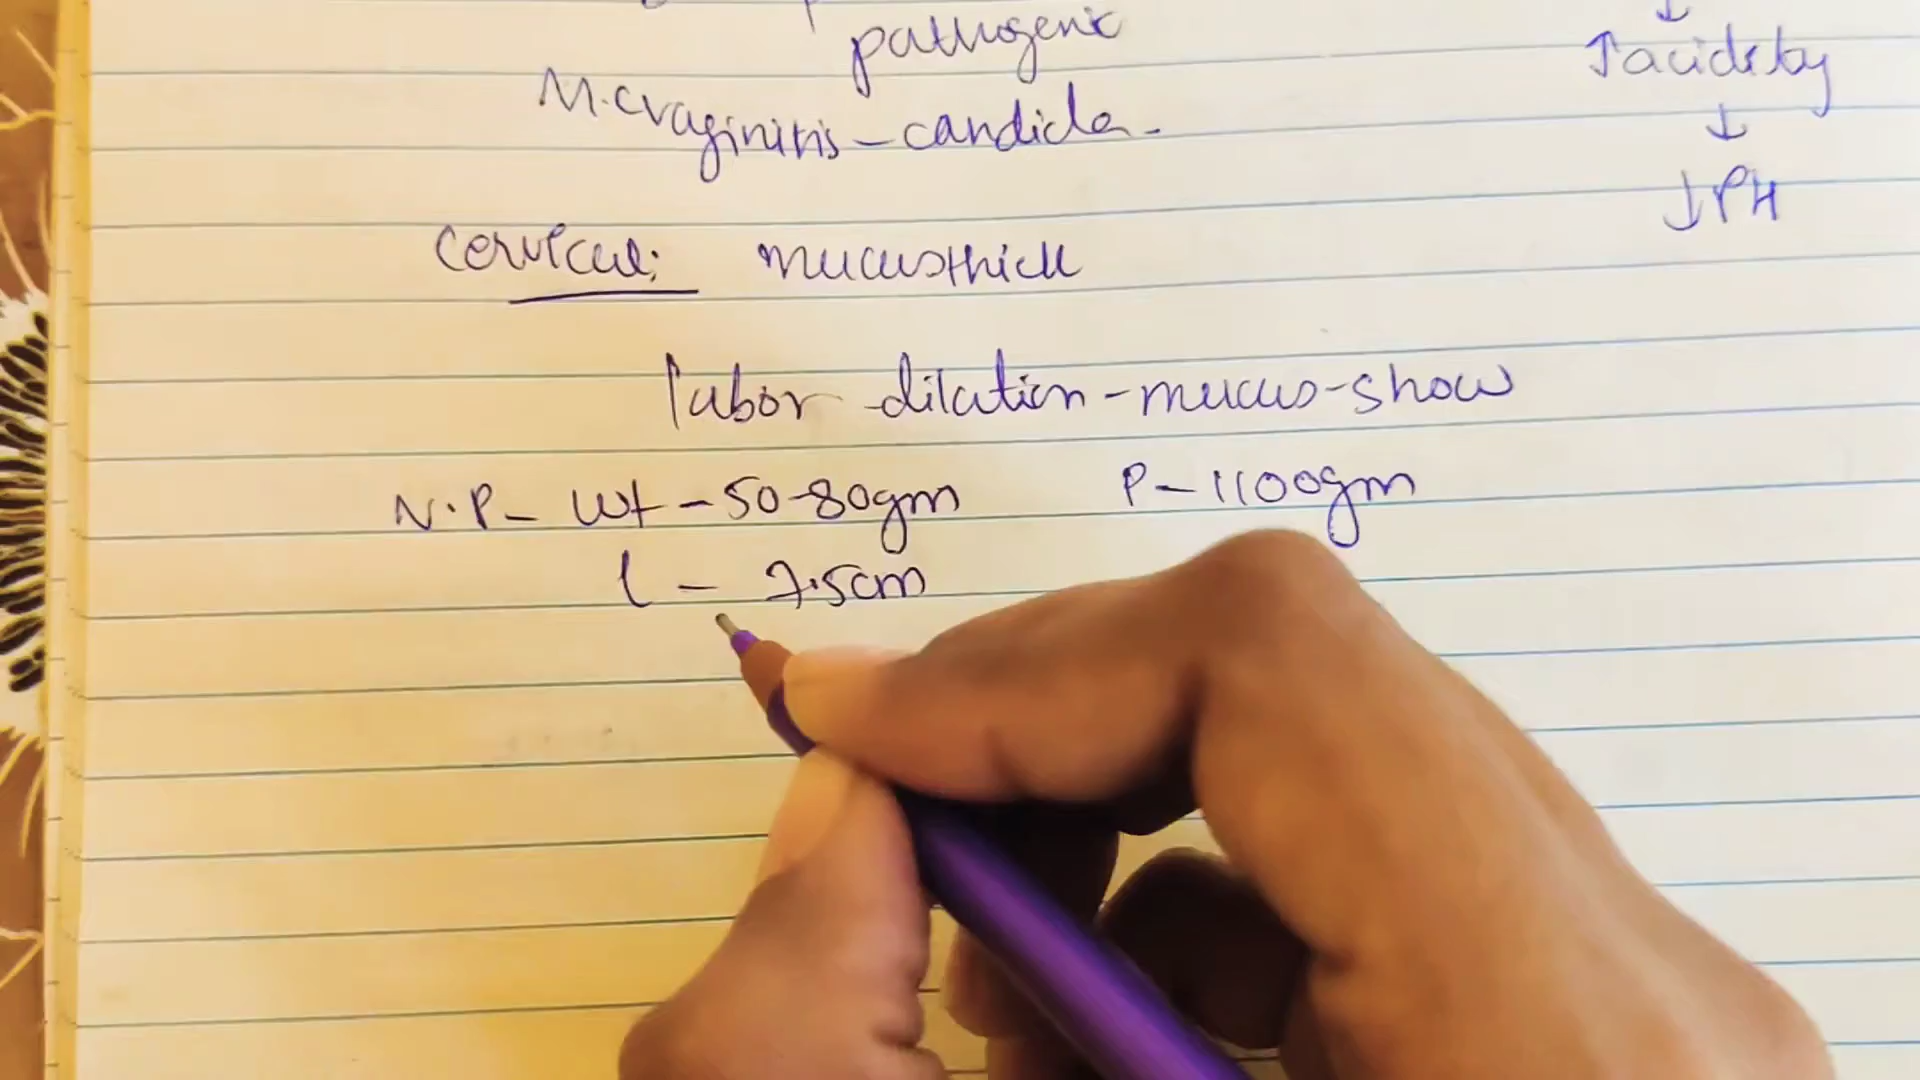 pathogenic
M.C vaginitis - candida -
↓
↑ acidity
↓
↓ PH
Cervical: mucus thick
labor - dilation - mucus - show
N.P - Wt - 50-80gm P - 1100gm
l - 7.5cm